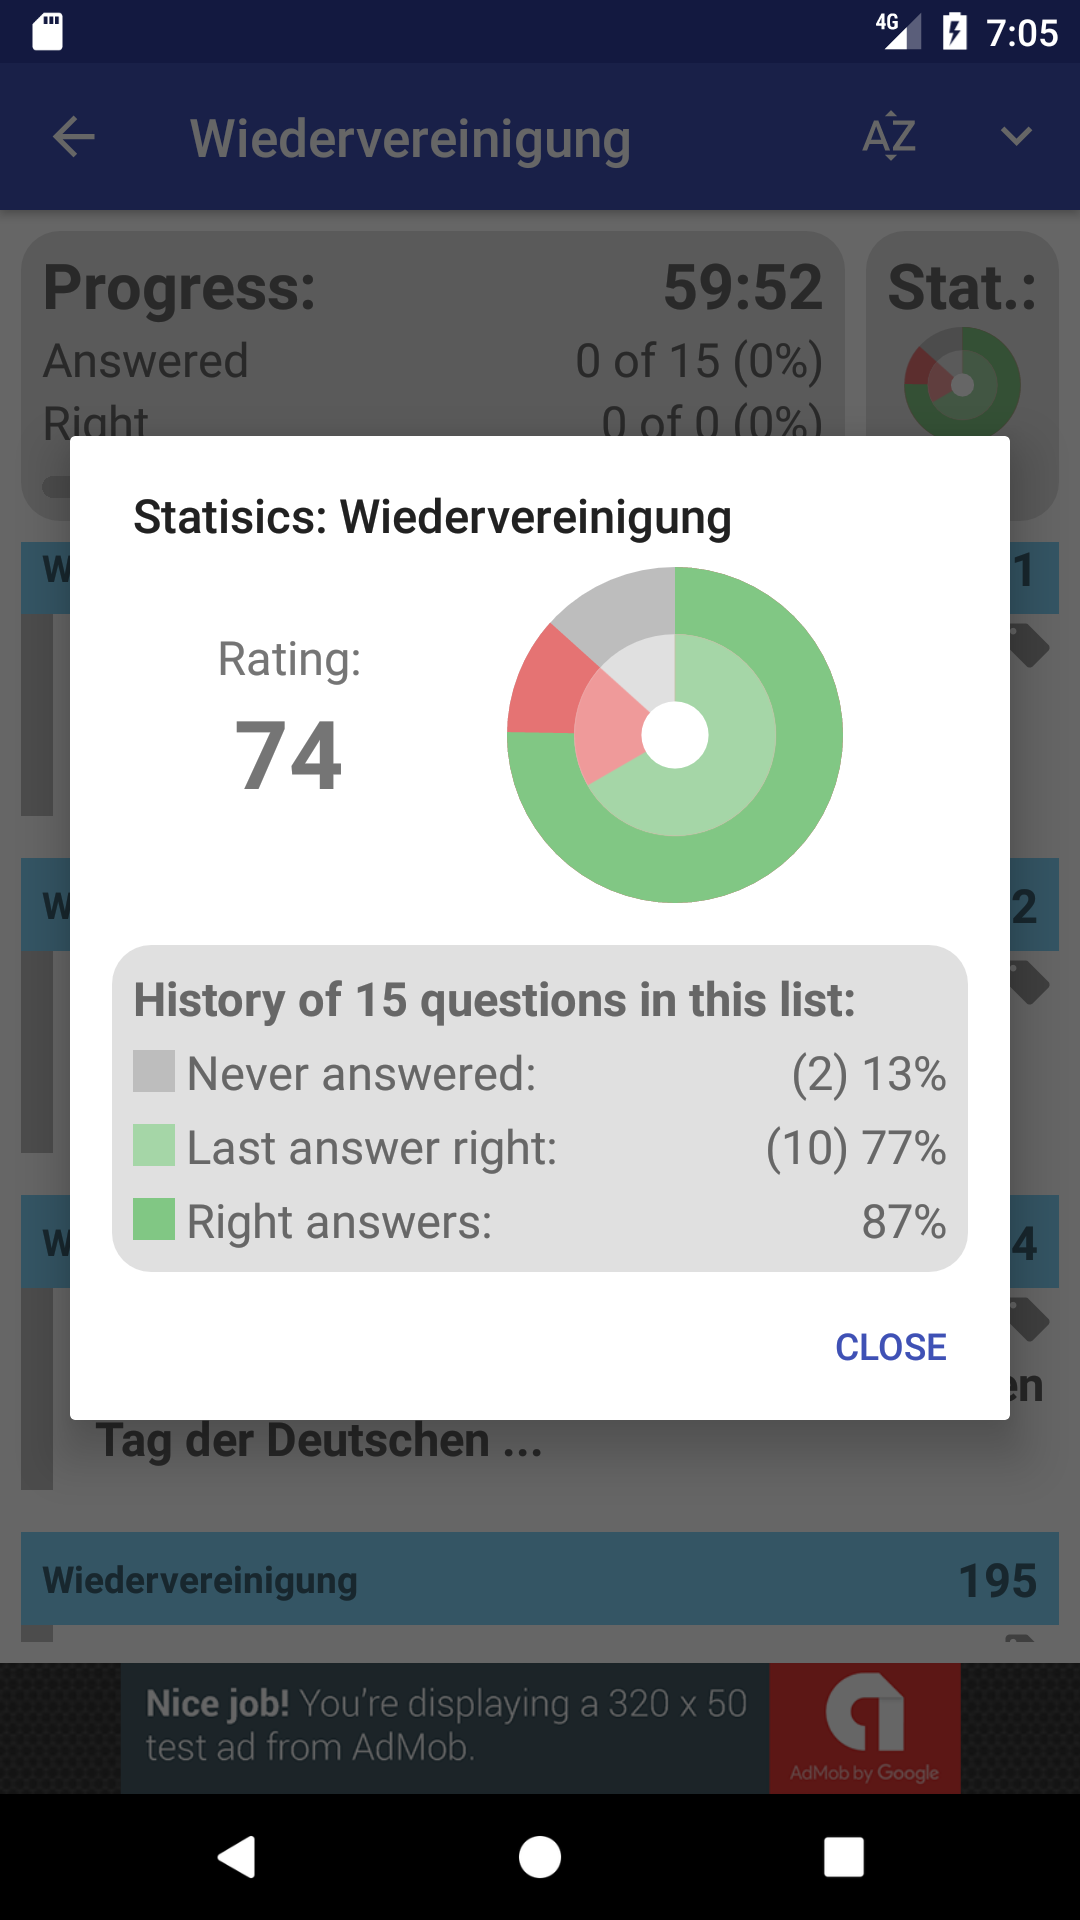 4G 7:05
Wiedervereinigung AZ
Progress: 59:52 Stat.:
Answered 0 of 15 (0%)
Right 0 of 0 (0%)
Statisics: Wiedervereinigung
W 1
Rating:
74
W 2
History of 15 questions in this list:
Never answered: (2) 13%
Last answer right: (10) 77%
Right answers: 87%
W 4
CLOSE
en
Tag der Deutschen ...
Wiedervereinigung 195
Nice job! You're displaying a 320 x 50
test ad from AdMob.
AdMob by Google